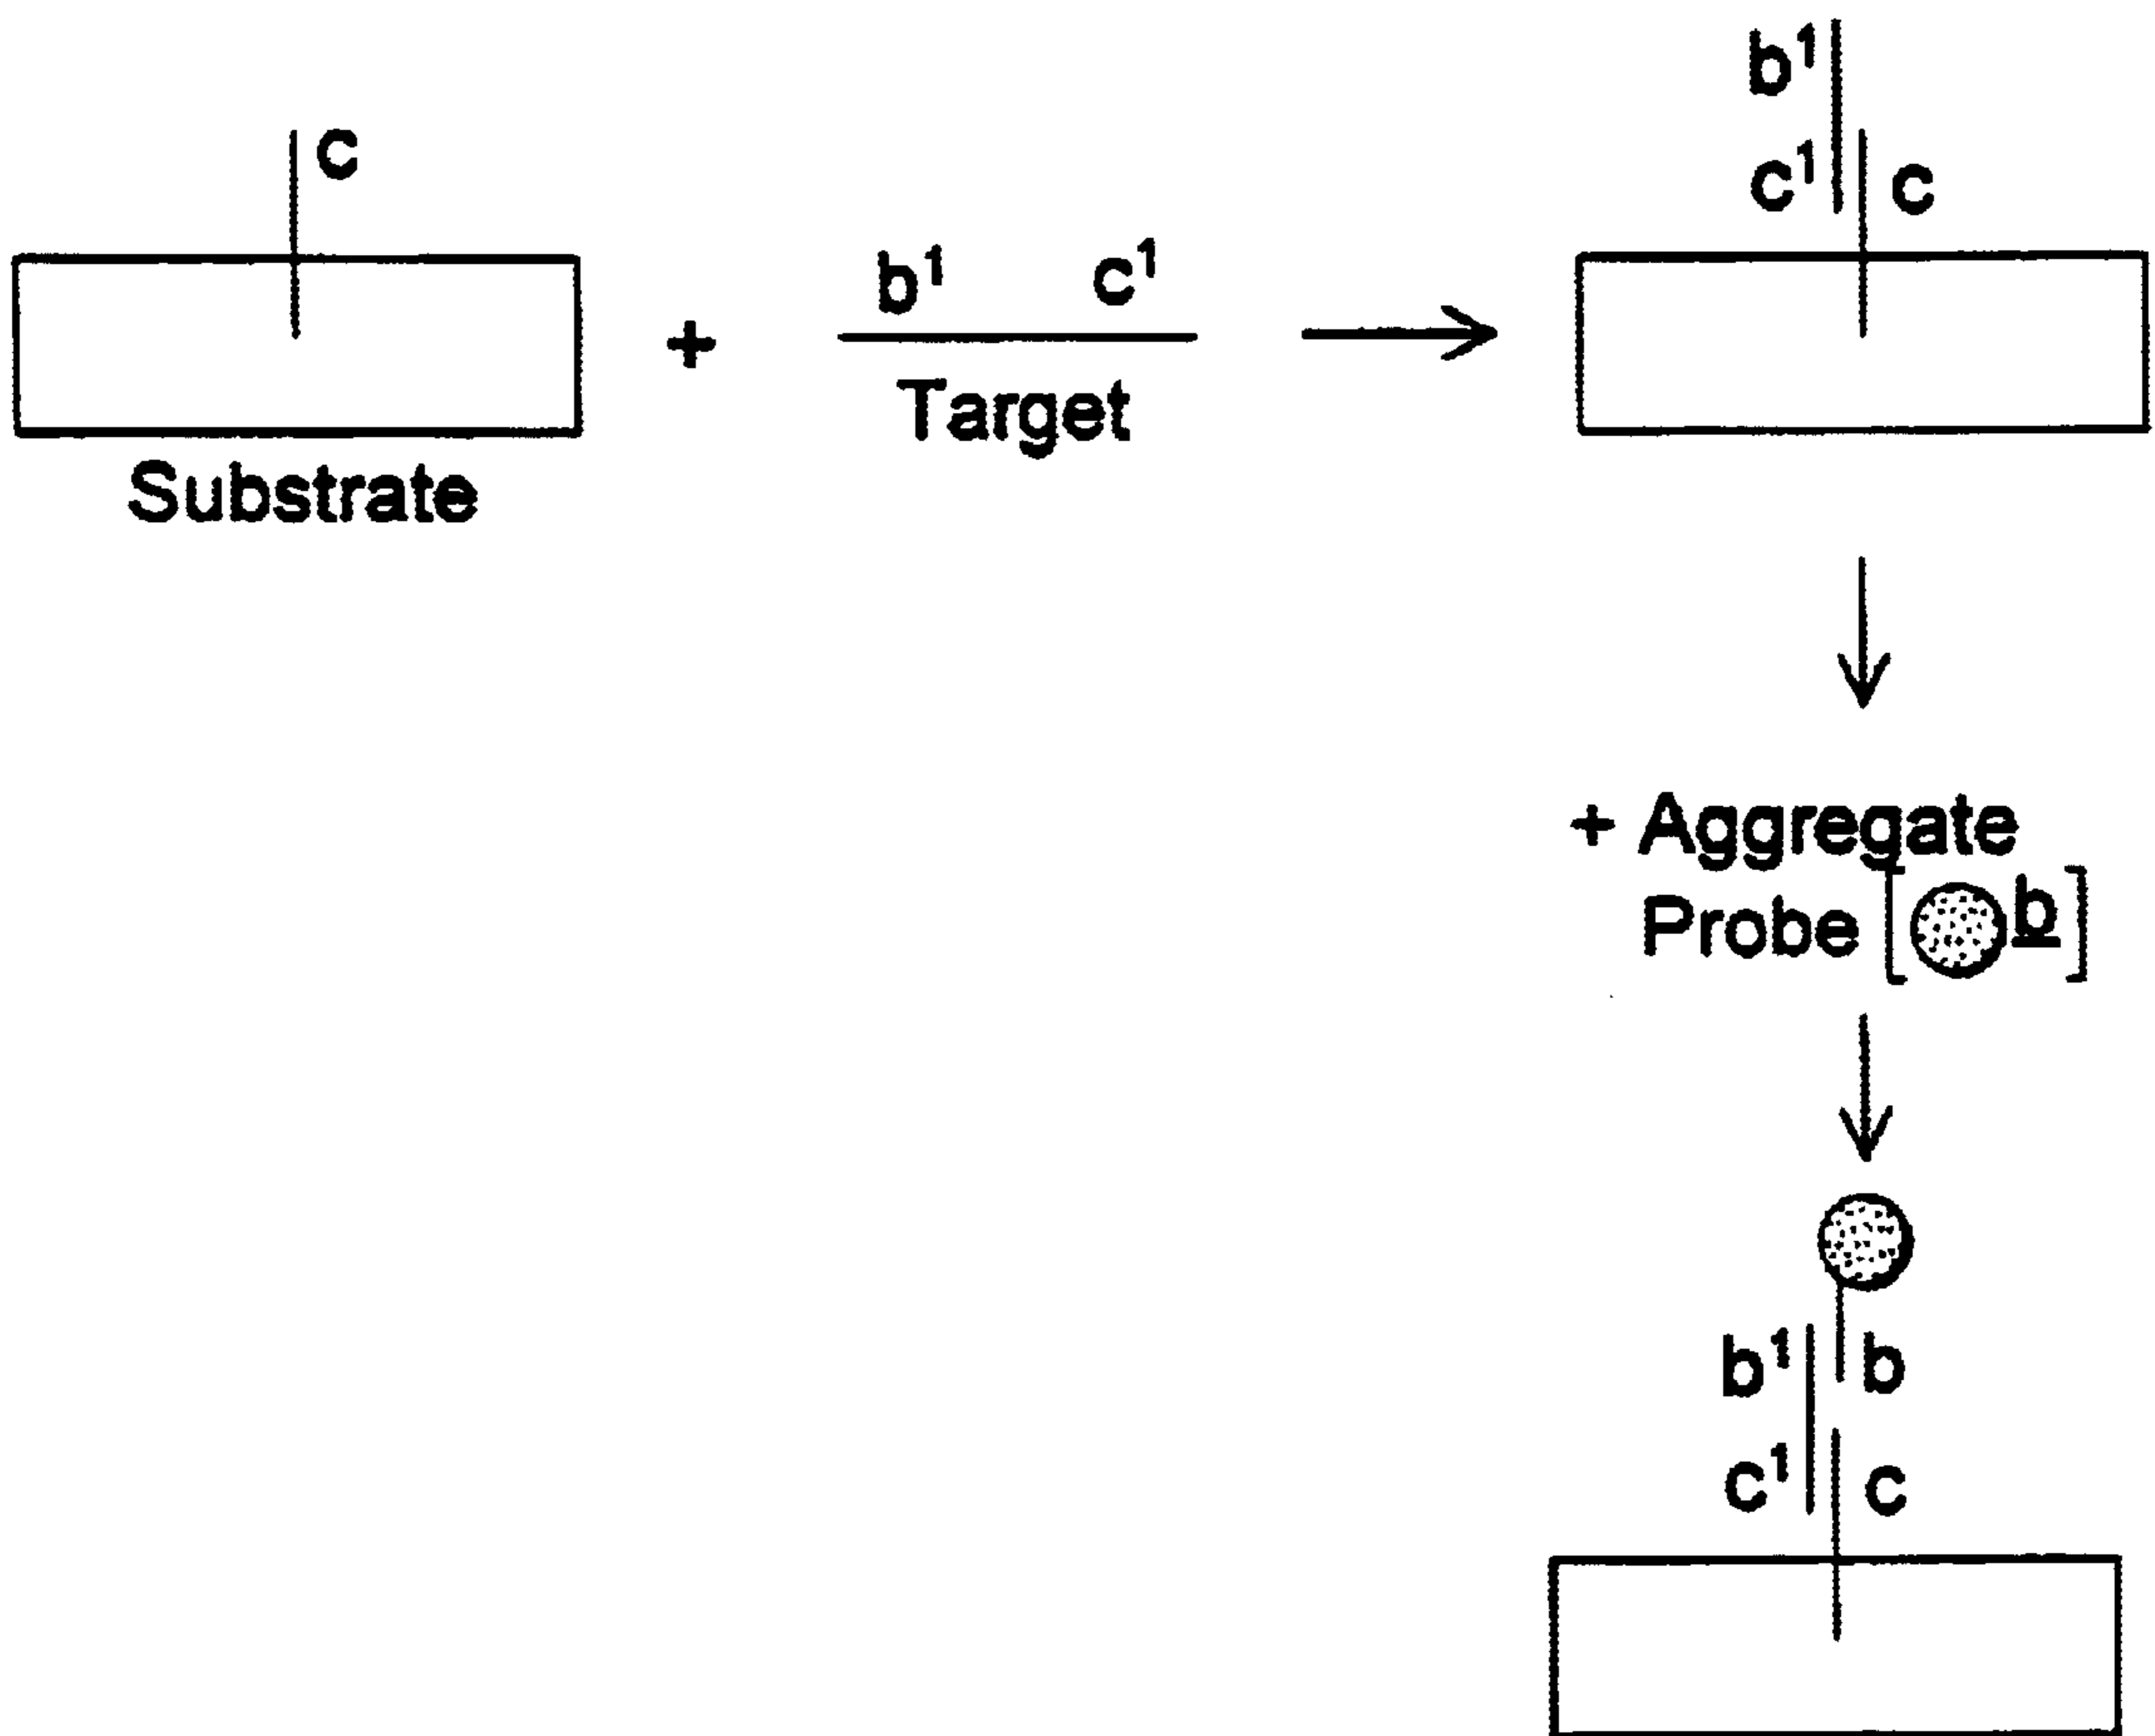 c
Substrate
+
b¹ c¹
Target
b¹
c¹ c
+ Aggregate
Probe [ b]
b¹ b
c¹ c